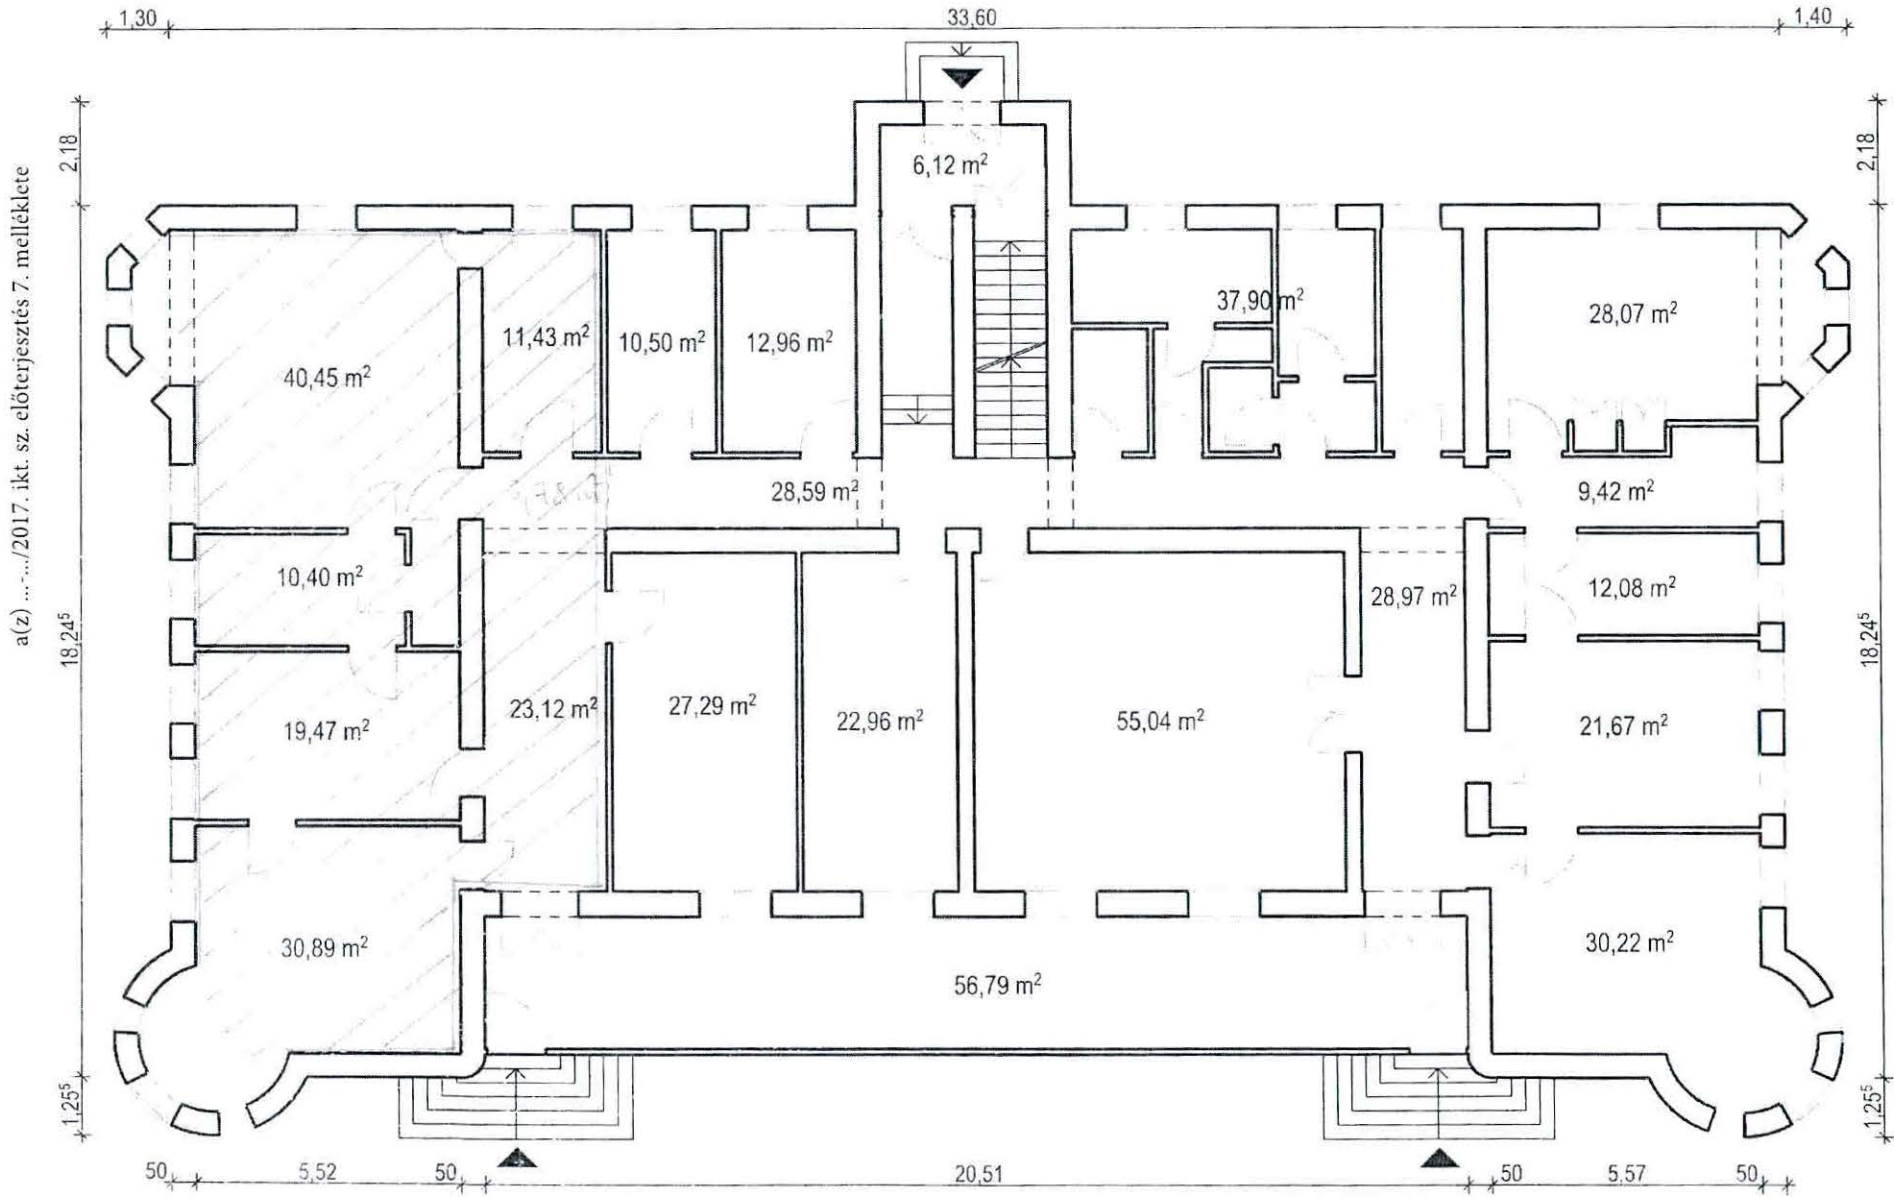 1,30 33,60 1,40
2,18 2,18
a(z) ...-.../2017. ikt. sz. előterjesztés 7. melléklete
6,12 m²
40,45 m² 11,43 m² 10,50 m² 12,96 m² 37,90 m² 28,07 m²
28,59 m² 9,42 m²
10,40 m² 28,97 m² 12,08 m²
18,24⁵ 18,24⁵
19,47 m² 23,12 m² 27,29 m² 22,96 m² 55,04 m² 21,67 m²
30,89 m² 56,79 m² 30,22 m²
1,25⁵ 1,25⁵
50 5,52 50 20,51 50 5,57 50